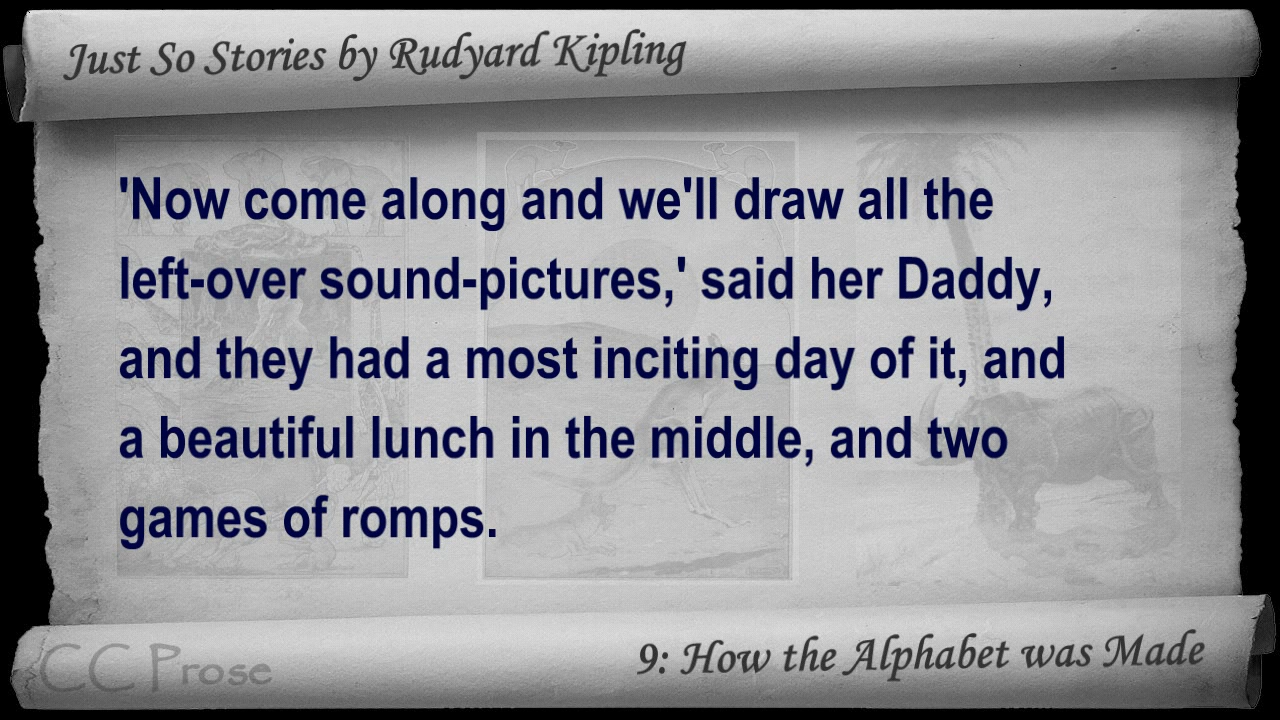 Just So Stories by Rudyard Kipling
'Now come along and we'll draw all the
left-over sound-pictures,' said her Daddy,
and they had a most inciting day of it, and
a beautiful lunch in the middle, and two
games of romps.
CC Prose
9: How the Alphabet was Made